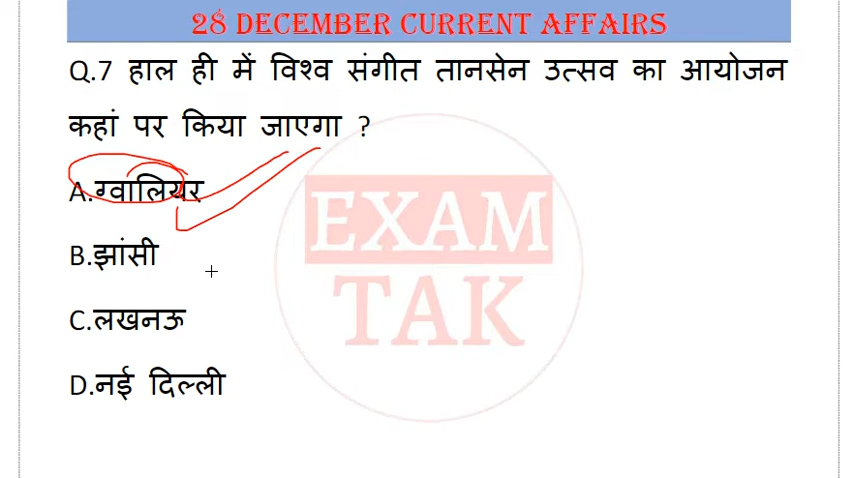 28 DECEMBER CURRENT AFFAIRS
Q.7 हाल ही में विश्व संगीत तानसेन उत्सव का आयोजन
कहां पर किया जाएगा ?
A.ग्वालियर
B.झांसी
C.लखनऊ
D.नई दिल्ली
EXAM
TAK